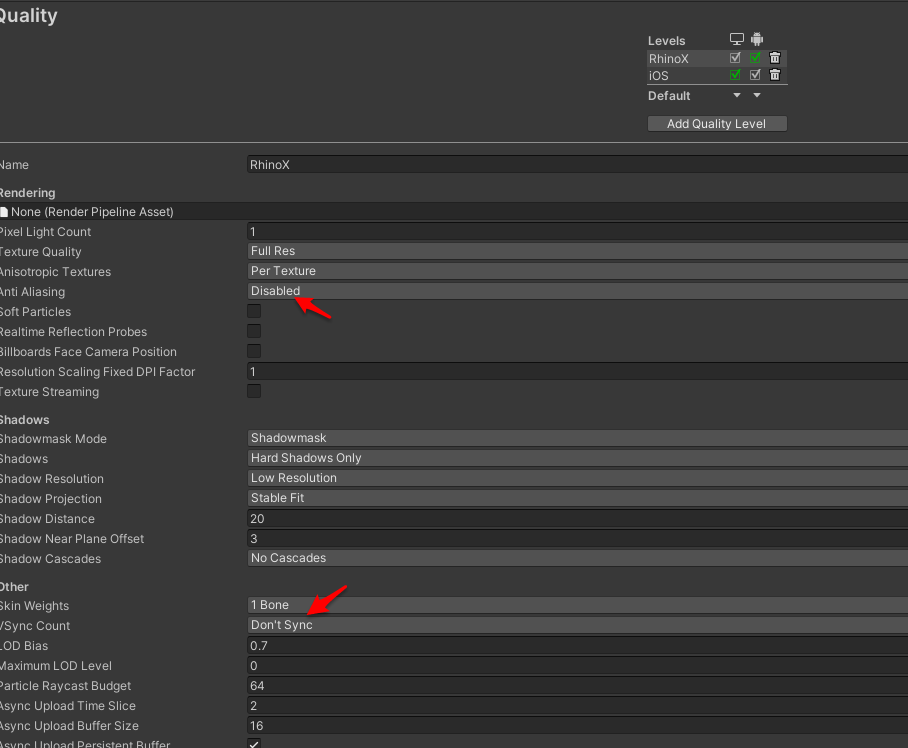 Quality
Levels
RhinoX
iOS
Default
Add Quality Level
Name RhinoX
Rendering
None (Render Pipeline Asset)
Pixel Light Count 1
Texture Quality Full Res
Anisotropic Textures Per Texture
Anti Aliasing Disabled
Soft Particles
Realtime Reflection Probes
Billboards Face Camera Position
Resolution Scaling Fixed DPI Factor 1
Texture Streaming
Shadows
Shadowmask Mode Shadowmask
Shadows Hard Shadows Only
Shadow Resolution Low Resolution
Shadow Projection Stable Fit
Shadow Distance 20
Shadow Near Plane Offset 3
Shadow Cascades No Cascades
Other
Skin Weights 1 Bone
VSync Count Don't Sync
LOD Bias 0.7
Maximum LOD Level 0
Particle Raycast Budget 64
Async Upload Time Slice 2
Async Upload Buffer Size 16
Async Upload Persistent Buffer